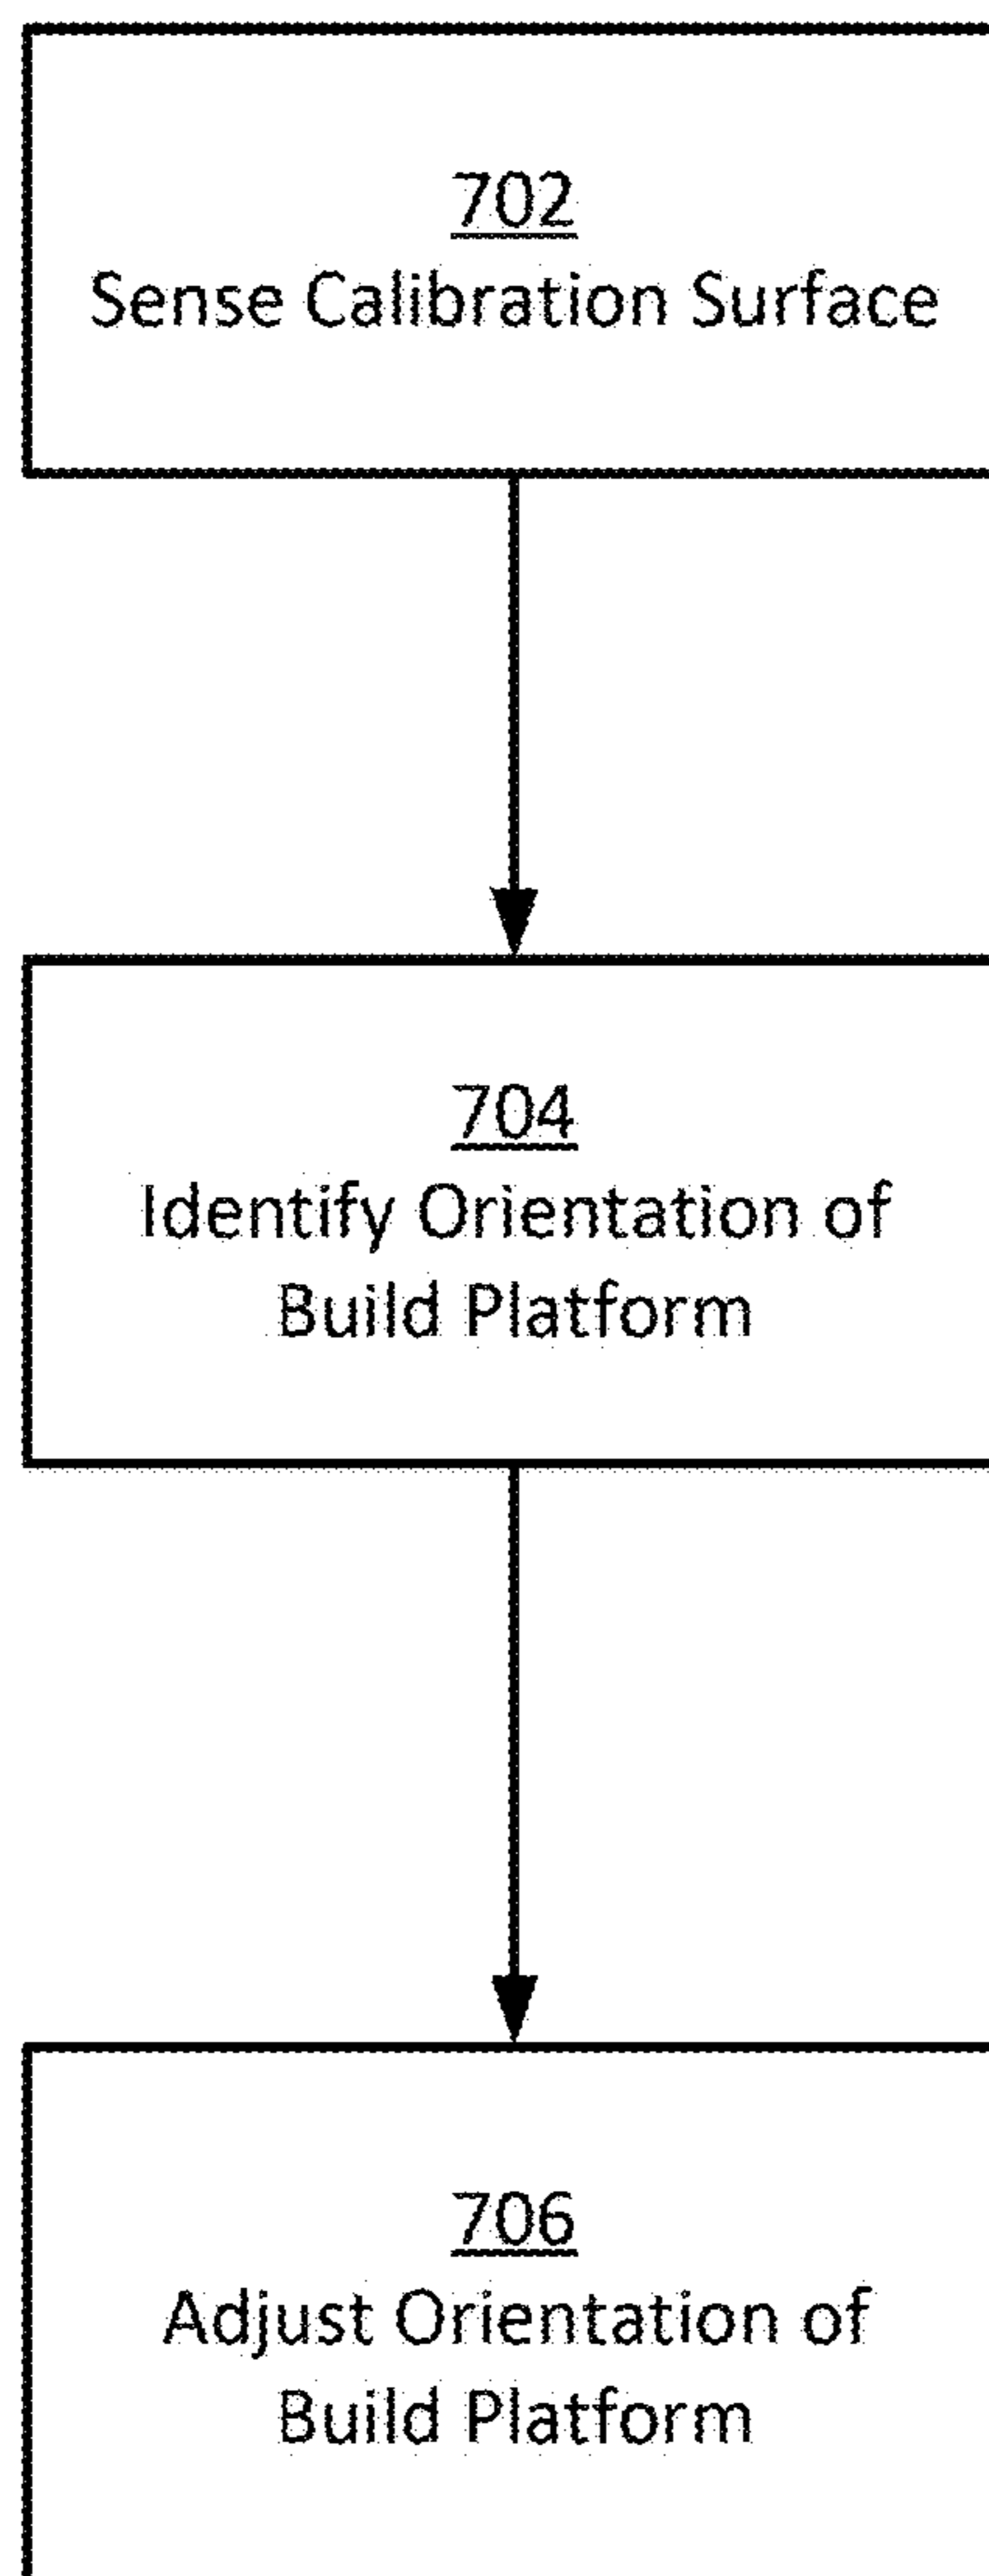 702
Sense Calibration Surface
704
Identify Orientation of
Build Platform
706
Adjust Orientation of
Build Platform